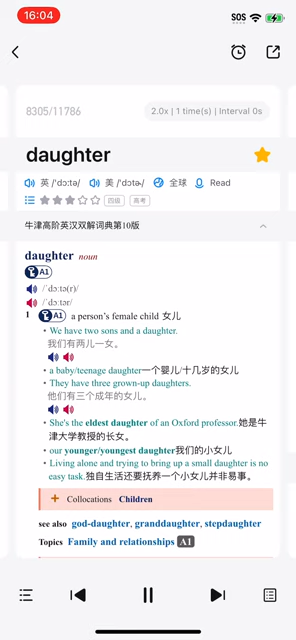 16:04
SOS
8305/11786
2.0x | 1 time(s) | Interval 0s
daughter
英 /'dɔːtə/ 美 /'dɔtɚ/ 全球 Read
四级 高考
牛津高阶英汉双解词典第10版
daughter noun
A1
/ˈdɔːtə(r)/
/ˈdɔːtər/
1 A1 a person's female child 女儿
• We have two sons and a daughter.
我们有两儿一女。
• a baby/teenage daughter一个婴儿/十几岁的女儿
• They have three grown-up daughters.
他们有三个成年的女儿。
• She's the eldest daughter of an Oxford professor.她是牛
津大学教授的长女。
• our younger/youngest daughter我们的小女儿
• Living alone and trying to bring up a small daughter is no
easy task.独自生活还要抚养一个小女儿并非易事。
+ Collocations Children
see also god-daughter, granddaughter, stepdaughter
Topics Family and relationships A1